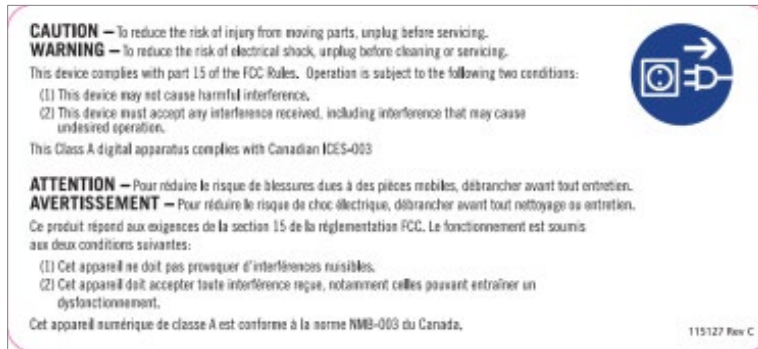 CAUTION – To reduce the risk of injury from moving parts, unplug before servicing.
WARNING – To reduce the risk of electrical shock, unplug before cleaning or servicing.
This device complies with part 15 of the FCC Rules. Operation is subject to the following two conditions:
(1) This device may not cause harmful interference.
(2) This device must accept any interference received, including interference that may cause
undesired operation.
This Class A digital apparatus complies with Canadian ICES-003
ATTENTION – Pour réduire le risque de blessures dues à des pièces mobiles, débrancher avant tout entretien.
AVERTISSEMENT – Pour réduire le risque de choc électrique, débrancher avant tout nettoyage ou entretien.
Ce produit répond aux exigences de la section 15 de la réglementation FCC. Le fonctionnement est soumis
aux deux conditions suivantes:
(1) Cet appareil ne doit pas provoquer d'interférences nuisibles.
(2) Cet appareil doit accepter toute interférence reçue, notamment celles pouvant entraîner un
dysfonctionnement.
Cet appareil numérique de classe A est conforme à la norme NMB-003 du Canada.
115127 Rev C